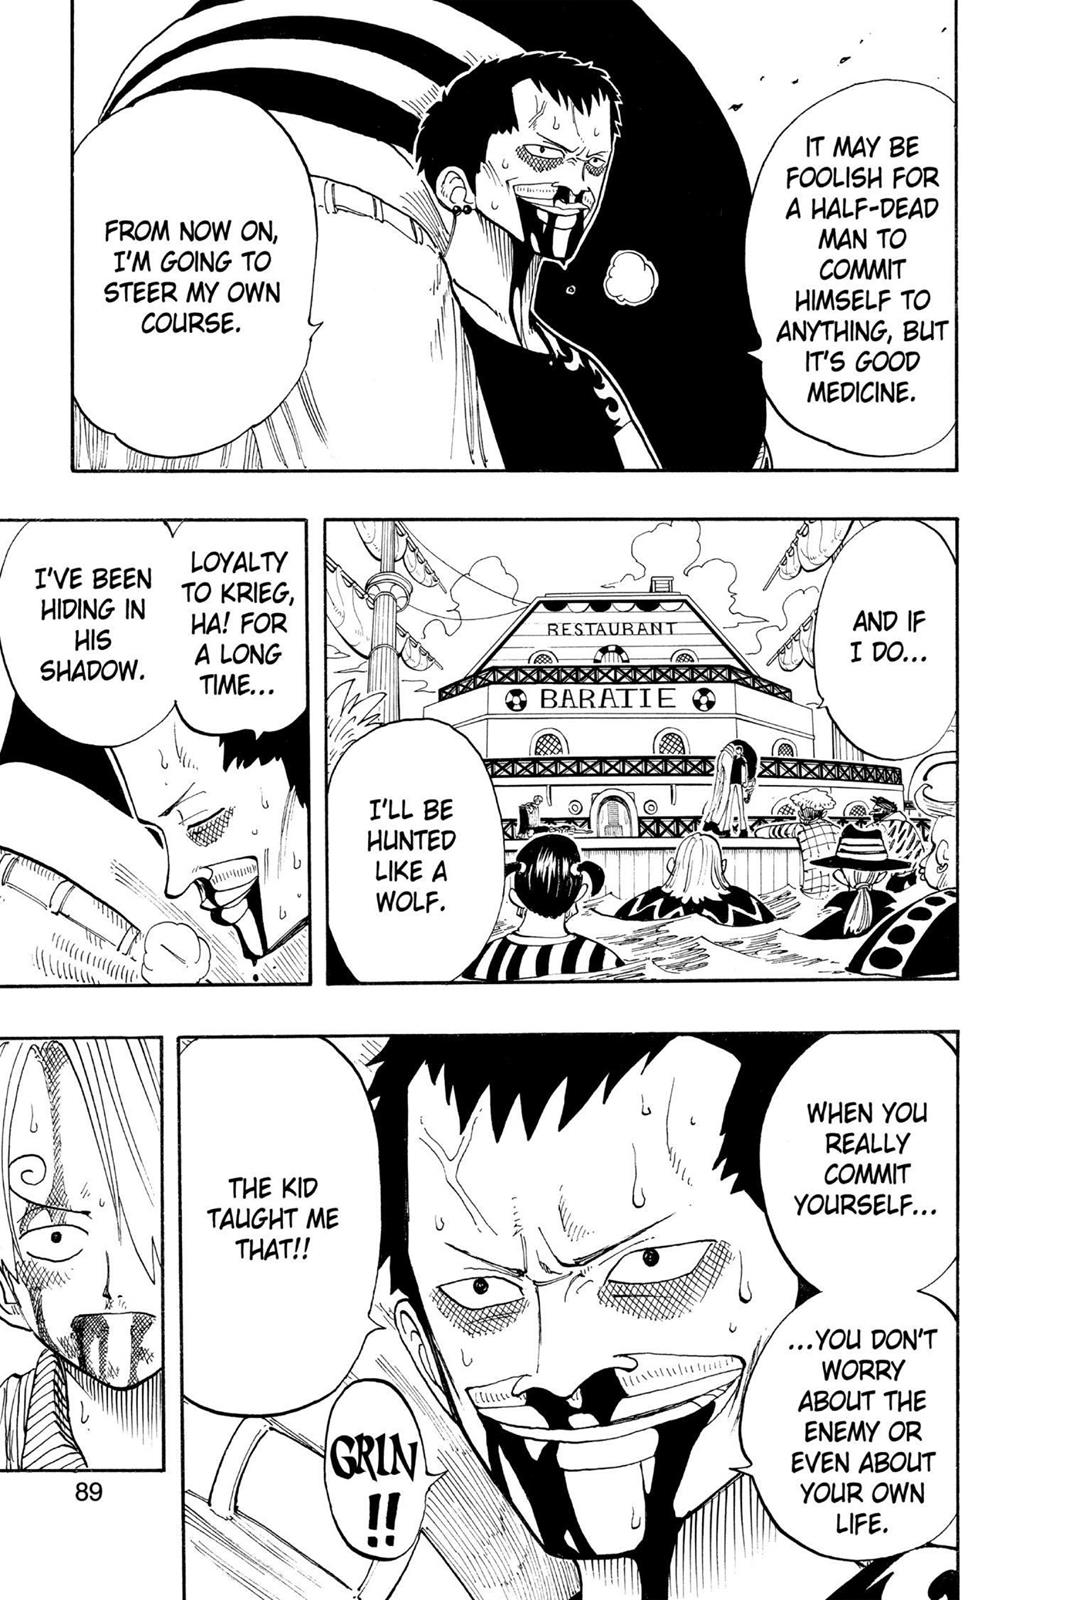 IT MAY BE
FOOLISH FOR
A HALF-DEAD
MAN TO
COMMIT
HIMSELF TO
ANYTHING, BUT
IT'S GOOD
MEDICINE.
FROM NOW ON,
I'M GOING TO
STEER MY OWN
COURSE.
AND IF
I DO...
RESTAURANT
BARATIE
I'LL BE
HUNTED
LIKE A
WOLF.
LOYALTY
TO KRIEG,
HA! FOR
A LONG
TIME...
I'VE BEEN
HIDING IN
HIS
SHADOW.
WHEN YOU
REALLY
COMMIT
YOURSELF...
...YOU DON'T
WORRY
ABOUT THE
ENEMY OR
EVEN ABOUT
YOUR OWN
LIFE.
THE KID
TAUGHT ME
THAT!!
GRIN
!!
89